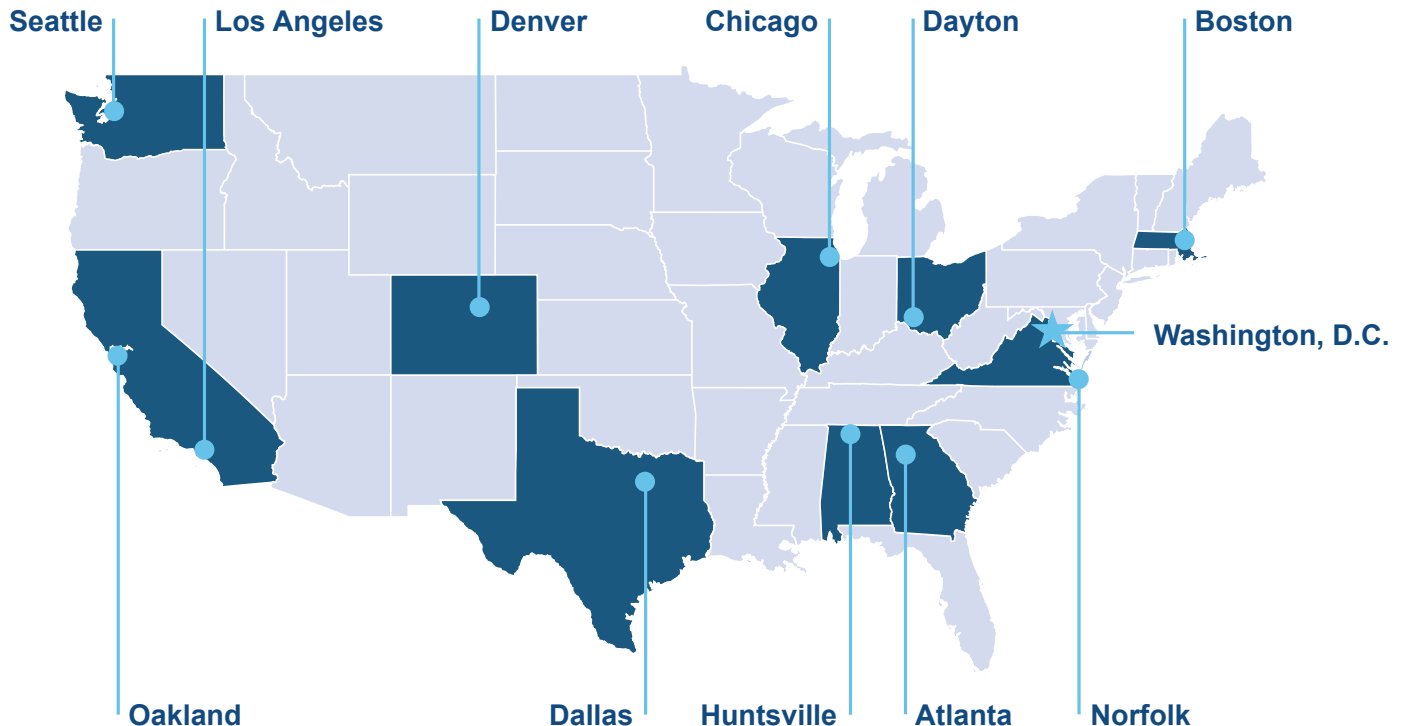 Seattle
Los Angeles
Denver
Chicago
Dayton
Boston
Washington, D.C.
Oakland
Dallas
Huntsville
Atlanta
Norfolk